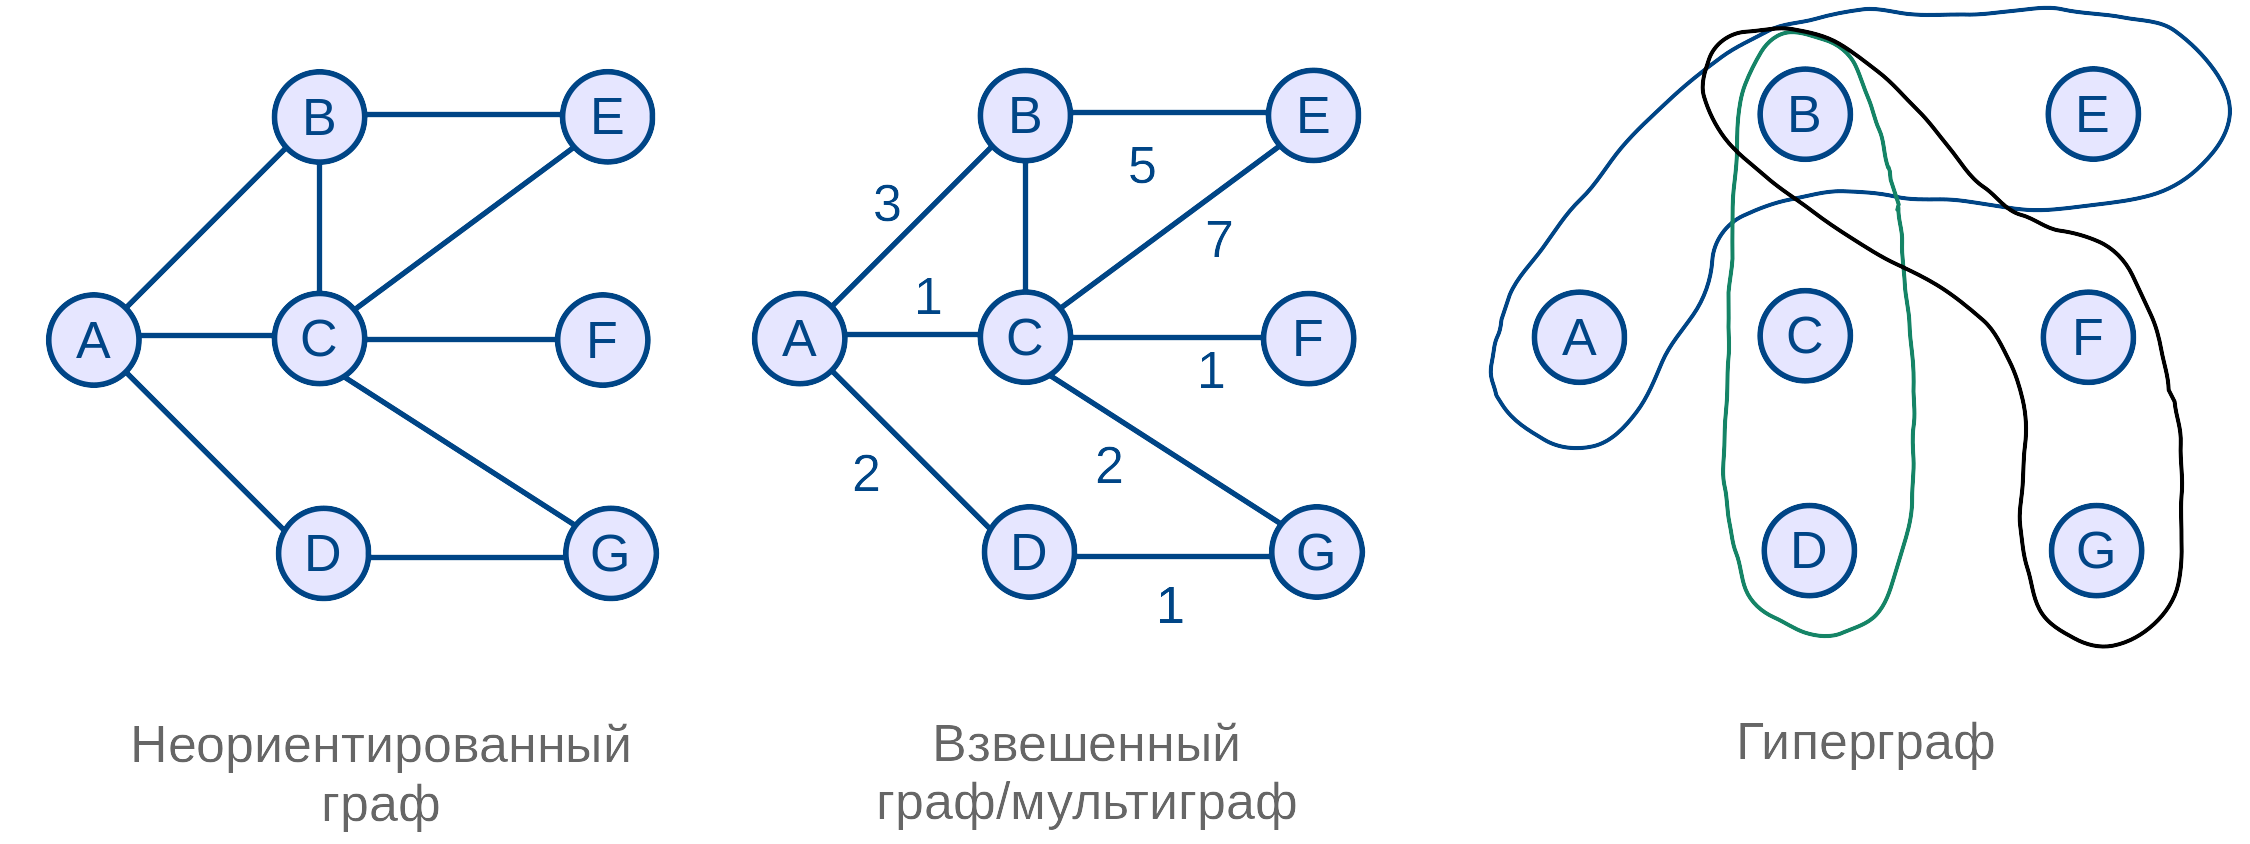 B
E
A
C
F
D
G
Неориентированный
граф
B
E
5
3
7
1
A
C
F
1
2
2
D
G
1
Взвешенный
граф/мультиграф
B
E
A
C
F
D
G
Гиперграф